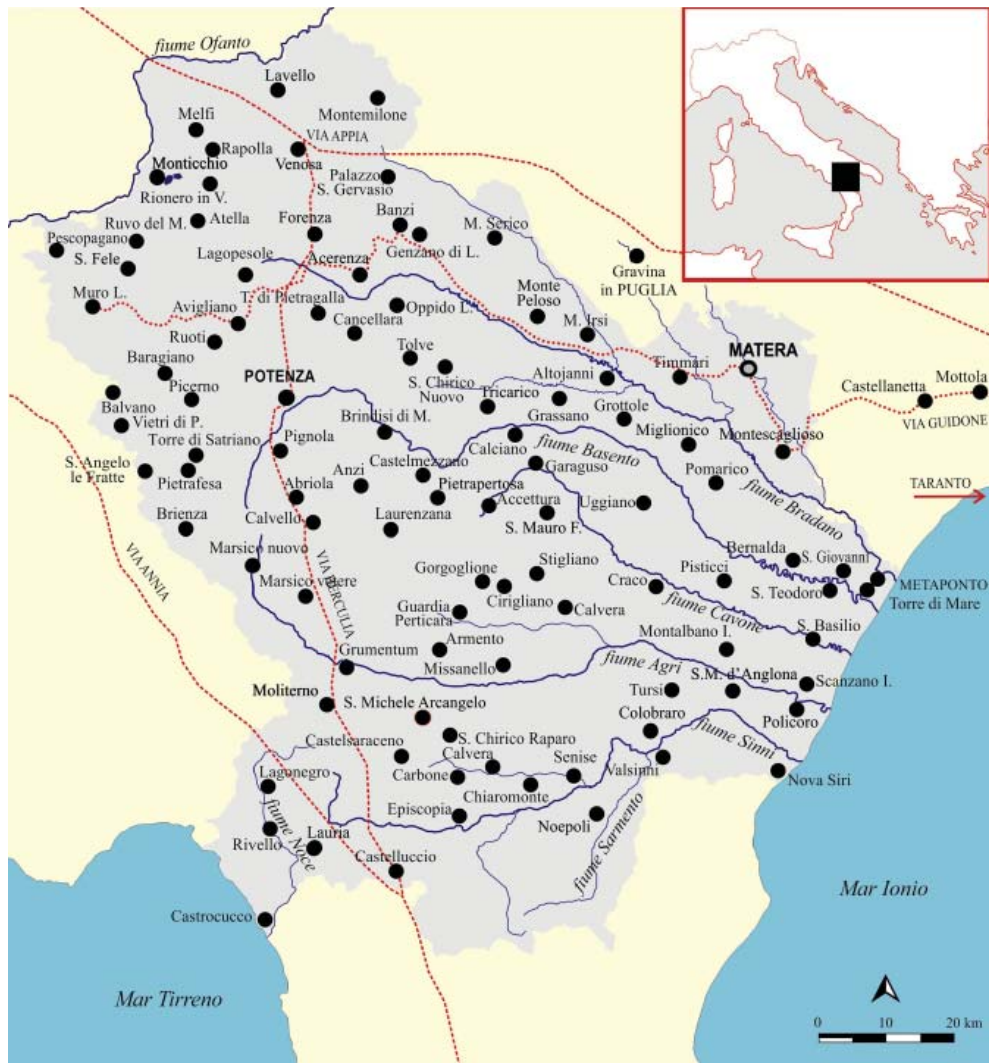 fiume Ofanto
Lavello
Montemilone
Melfi
VIA APPIA
Rapolla
Venosa
Monticchio
Palazzo
S. Gervasio
Rionero in V.
Banzi
Ruvo del M.
Atella
Forenza
M. Serico
Pescopagano
Genzano di L.
S. Fele
Lagopesole
Acerenza
Gravina
in PUGLIA
Muro L.
Avigliano
T. di Pietragalla
Oppido L.
Monte
Peloso
Cancellara
M. Irsi
Ruoti
Tolve
Timmari
MATERA
Baragiano
S. Chirico
Nuovo
Altojanni
Castellaneta
Mottola
Picerno
POTENZA
Tricarico
VIA GUIDONE
Balvano
Brindisi di M.
Grassano
Grottole
Vietri di P.
Miglionico
Montescaglioso
Torre di Satriano
Pignola
Calciano
fiume Basento
S. Angelo
le Fratte
Castelmezzano
Garaguso
Pomarico
Pietrafesa
Anzi
Pietrapertosa
TARANTO
Abriola
Accettura
Uggiano
fiume Bradano
Brienza
Calvello
Laurenzana
S. Mauro F.
Marsico nuovo
Stigliano
Bernalda
S. Giovanni
VIA ANNIA
VIA HERCULIA
Gorgoglione
Pisticci
METAPONTO
Marsico vetere
Cirigliano
Craco
S. Teodoro
Torre di Mare
Guardia
Perticara
Calvera
fiume Cavone
S. Basilio
Armento
Montalbano I.
Grumentum
Missanello
fiume Agri
S.M. d'Anglona
Scanzano I.
Moliterno
S. Michele Arcangelo
Tursi
Policoro
Colobraro
fiume Sinni
S. Chirico Raparo
Castelsaraceno
Calvera
Senise
Valsinni
Lagonegro
Carbone
Nova Siri
Chiaromonte
fiume Noce
Episcopia
Noepoli
fiume Sarmento
Rivello
Lauria
Castelluccio
Mar Ionio
Castrocucco
Mar Tirreno
0 10 20 km